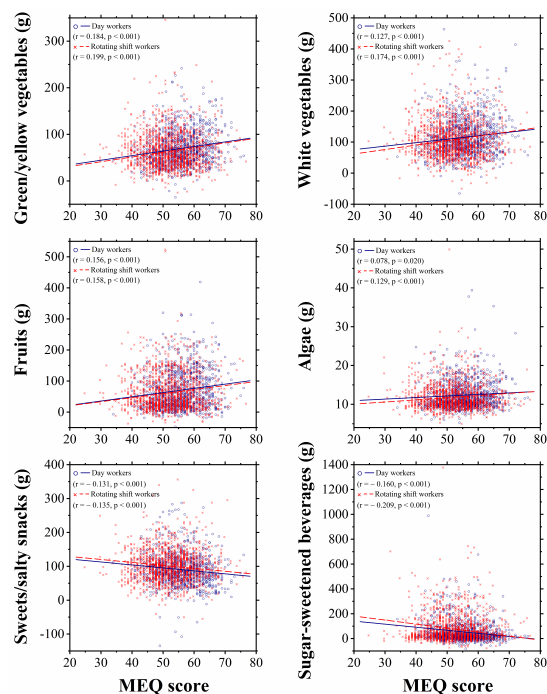 Green/yellow vegetables (g)
300
200
100
0
Day workers
(r = 0.184, p < 0.001)
Rotating shift workers
(r = 0.199, p < 0.001)
20 30 40 50 60 70 80
White vegetables (g)
500
400
300
200
100
0
-100
Day workers
(r = 0.127, p < 0.001)
Rotating shift workers
(r = 0.174, p < 0.001)
20 30 40 50 60 70 80
Fruits (g)
500
400
300
200
100
0
Day workers
(r = 0.156, p < 0.001)
Rotating shift workers
(r = 0.158, p < 0.001)
20 30 40 50 60 70 80
Algae (g)
50
40
30
20
10
Day workers
(r = 0.078, p = 0.020)
Rotating shift workers
(r = 0.129, p < 0.001)
20 30 40 50 60 70 80
Sweets/salty snacks (g)
400
300
200
100
0
-100
Day workers
(r = − 0.131, p < 0.001)
Rotating shift workers
(r = − 0.135, p < 0.001)
20 30 40 50 60 70 80
MEQ score
Sugar-sweetened beverages (g)
1400
1200
1000
800
600
400
200
0
Day workers
(r = − 0.160, p < 0.001)
Rotating shift workers
(r = − 0.209, p < 0.001)
20 30 40 50 60 70 80
MEQ score